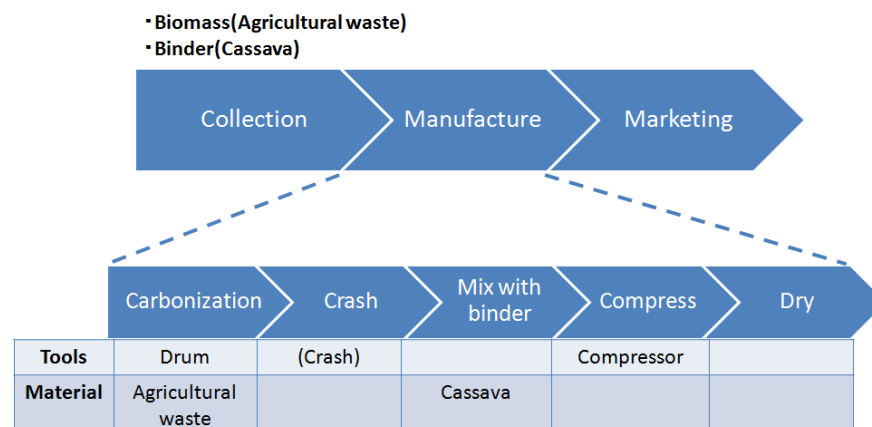 ・Biomass(Agricultural waste)
・Binder(Cassava)
Collection
Manufacture
Marketing
Carbonization
Crash
Mix with
binder
Compress
Dry
Tools
Drum
(Crash)
Compressor
Material
Agricultural
waste
Cassava